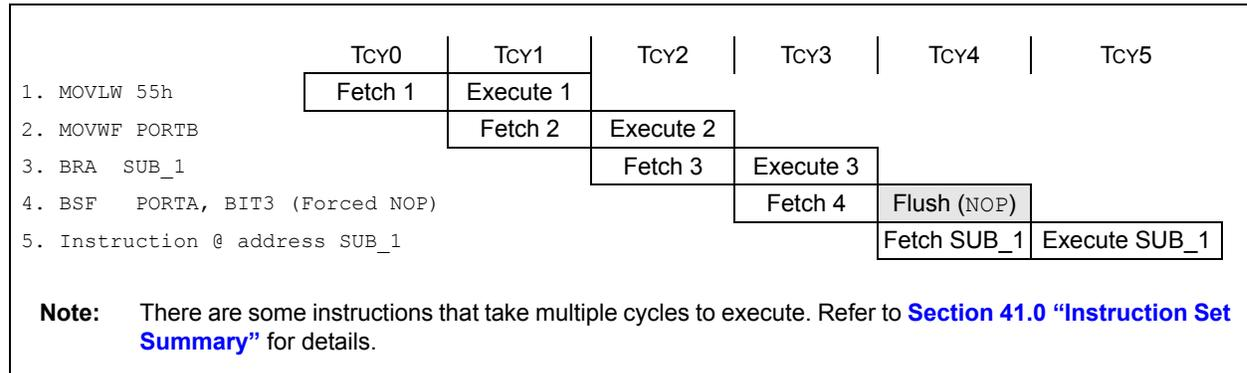 TCY0 TCY1 TCY2 TCY3 TCY4 TCY5
1. MOVLW 55h Fetch 1 Execute 1
2. MOVWF PORTB Fetch 2 Execute 2
3. BRA SUB_1 Fetch 3 Execute 3
4. BSF PORTA, BIT3 (Forced NOP) Fetch 4 Flush (NOP)
5. Instruction @ address SUB_1 Fetch SUB_1 Execute SUB_1
Note: There are some instructions that take multiple cycles to execute. Refer to Section 41.0 “Instruction Set
Summary” for details.